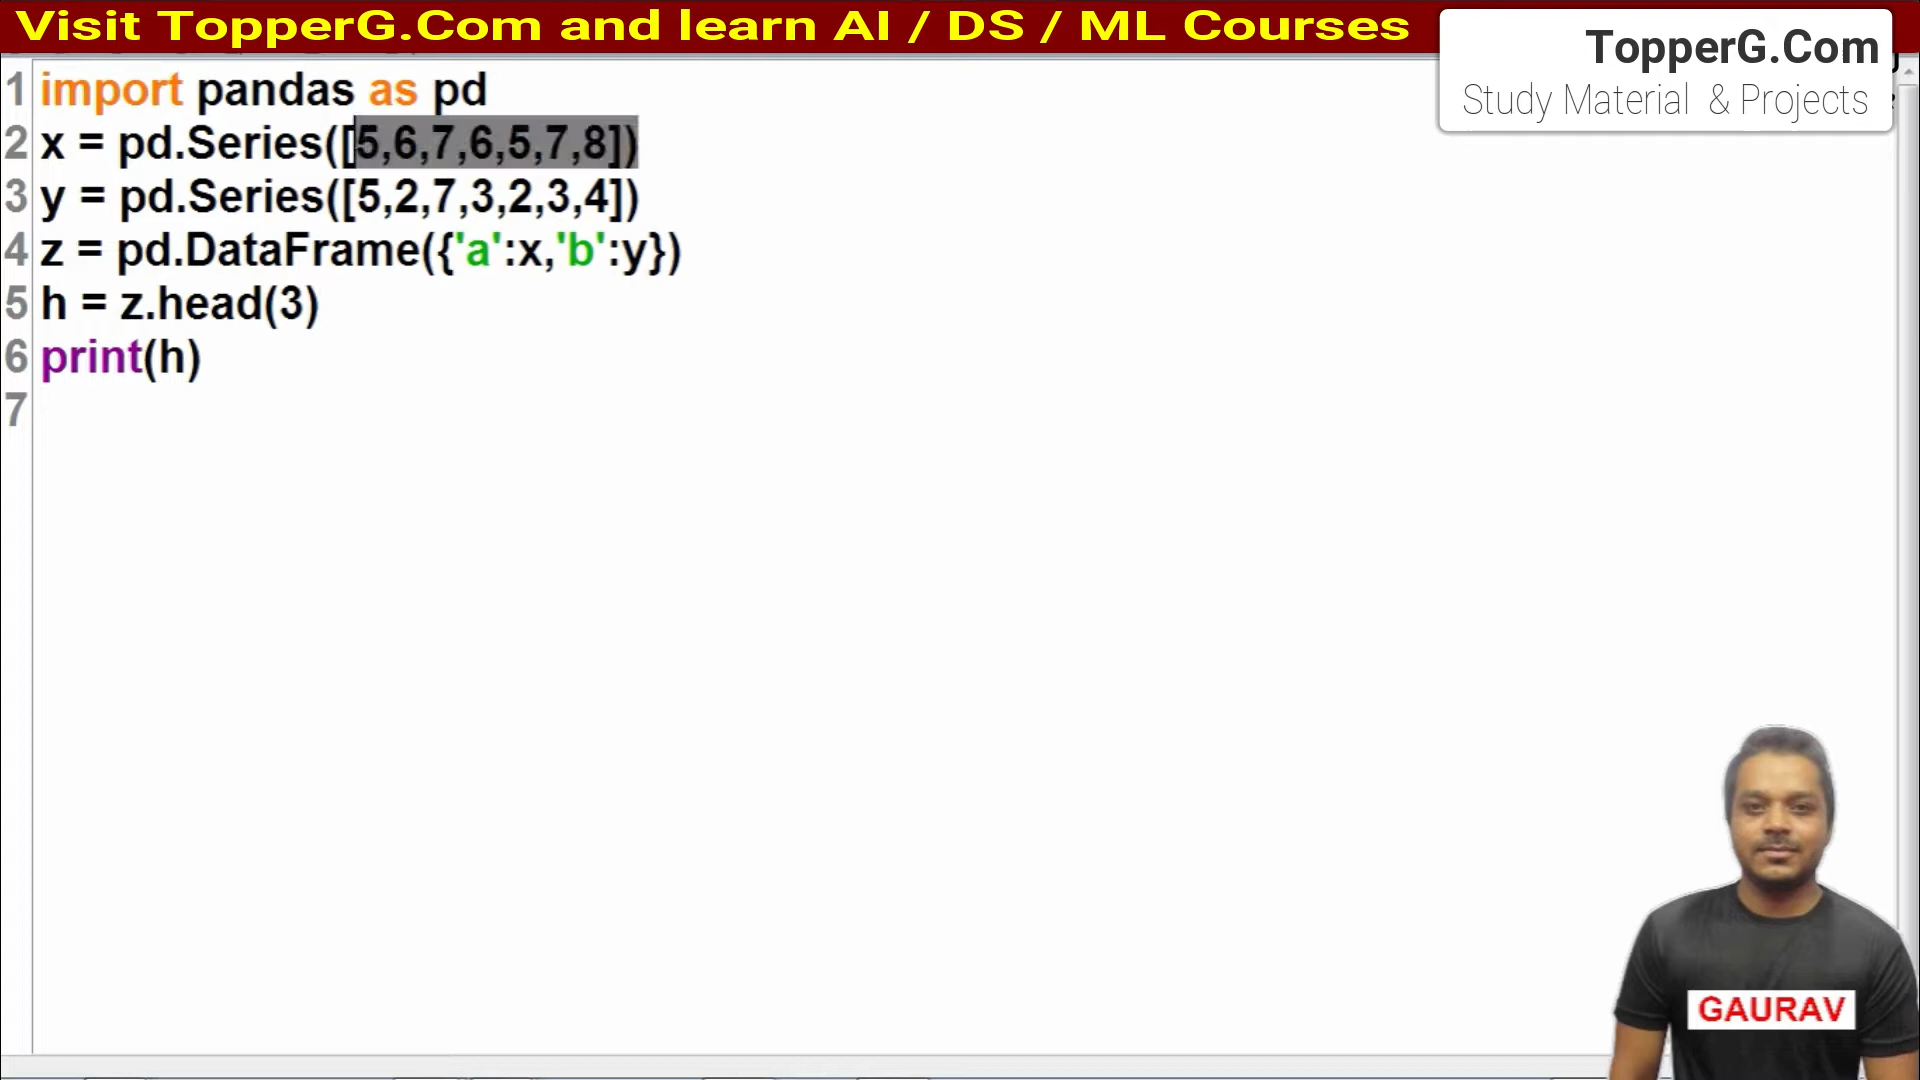 Visit TopperG.Com and learn AI / DS / ML Courses
TopperG.Com
Study Material & Projects
1 import pandas as pd
2 x = pd.Series([5,6,7,6,5,7,8])
3 y = pd.Series([5,2,7,3,2,3,4])
4 z = pd.DataFrame({'a':x,'b':y})
5 h = z.head(3)
6 print(h)
7
GAURAV